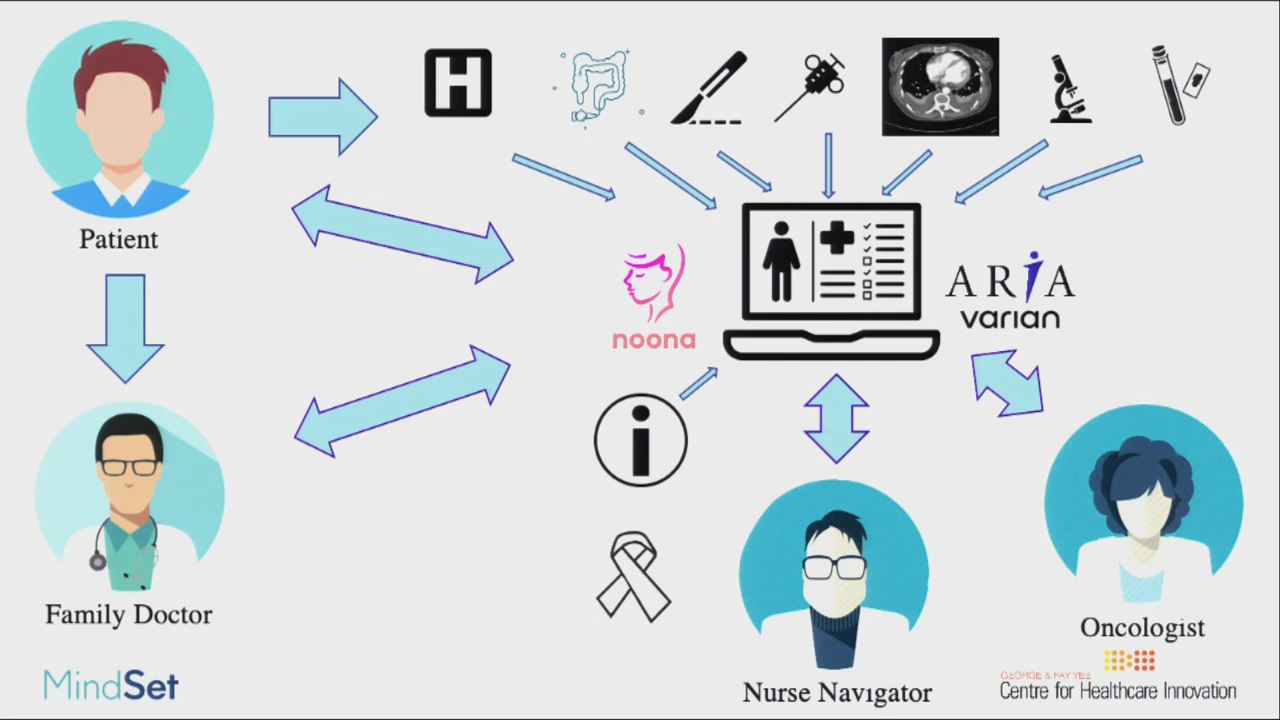 H
Patient
noona
ARiA
varian
i
Family Doctor
Oncologist
Nurse Navigator
MindSet
GEORGE & FAY YEE
Centre for Healthcare Innovation